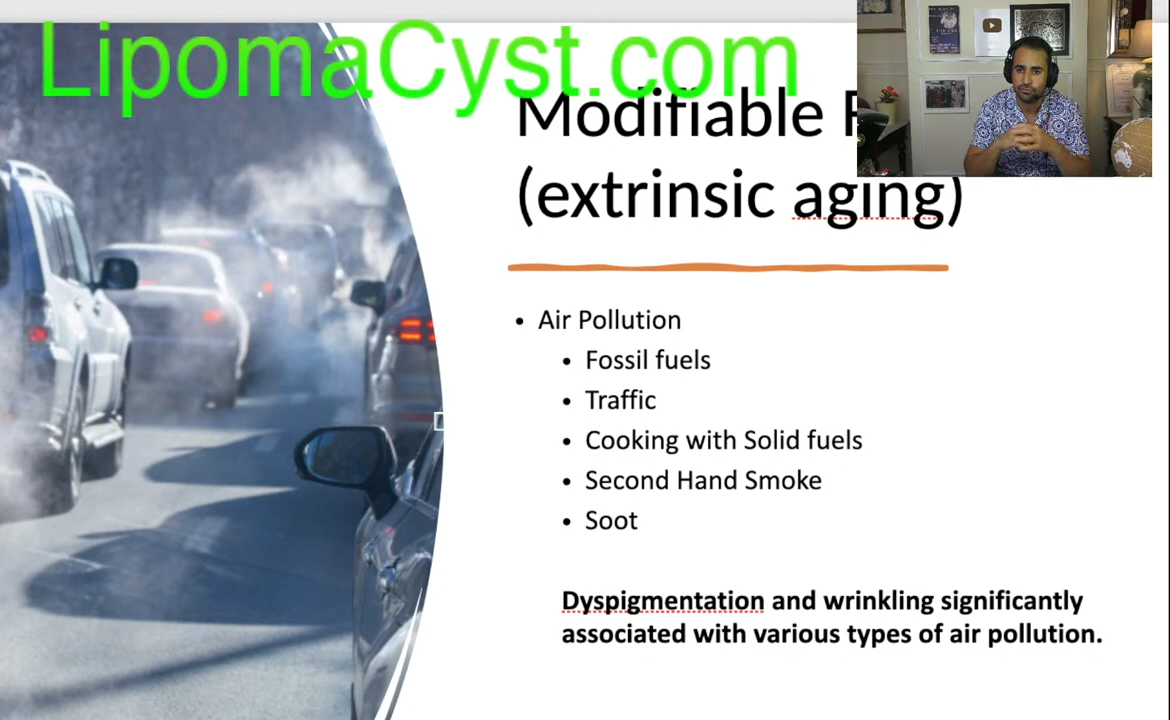 LipomaCyst.com
Modifiable
(extrinsic aging)
• Air Pollution
• Fossil fuels
• Traffic
• Cooking with Solid fuels
• Second Hand Smoke
• Soot
Dyspigmentation and wrinkling significantly
associated with various types of air pollution.